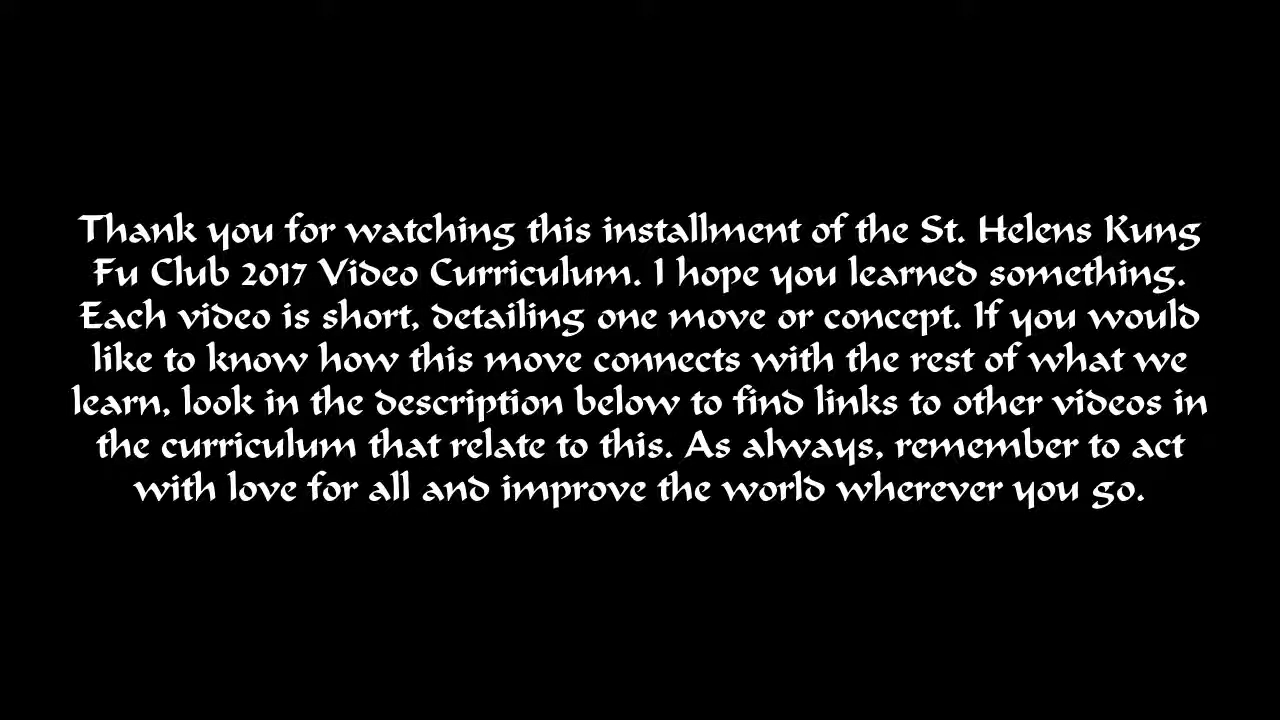 Thank you for watching this installment of the St. Helens Kung
Fu Club 2017 Video Curriculum. I hope you learned something.
Each video is short, detailing one move or concept. If you would
like to know how this move connects with the rest of what we
learn, look in the description below to find links to other videos in
the curriculum that relate to this. As always, remember to act
with love for all and improve the world wherever you go.